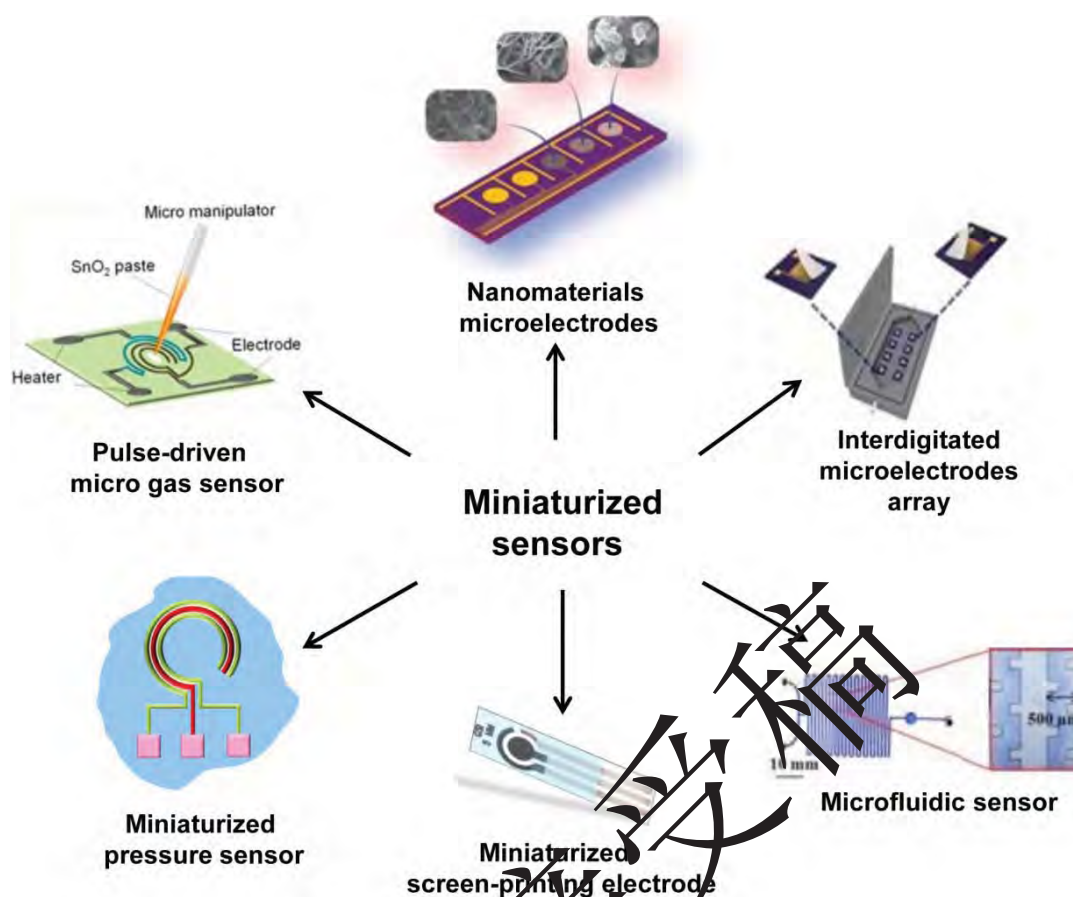 Micro manipulator
SnO₂ paste
Electrode
Heater
Pulse-driven
micro gas sensor
Nanomaterials
microelectrodes
Interdigitated
microelectrodes
array
Miniaturized
sensors
Miniaturized
pressure sensor
Miniaturized
screen-printing electrode
10 mm
500 μm
Microfluidic sensor
稿